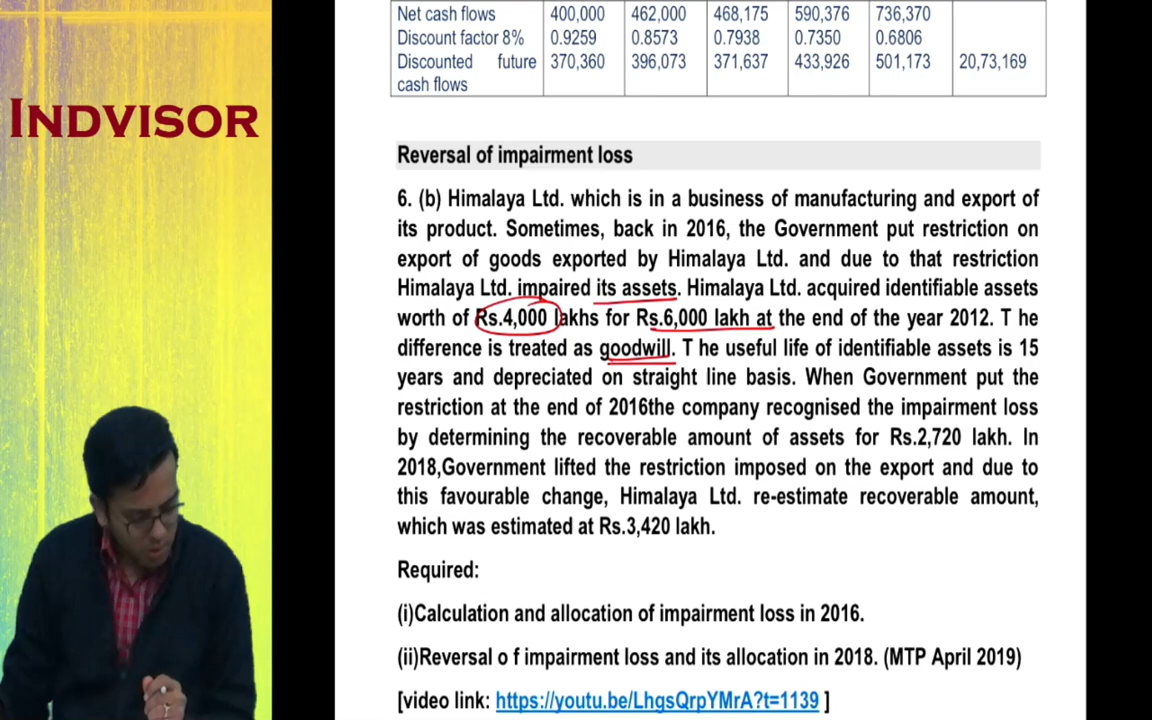 Net cash flows 400,000 462,000 468,175 590,376 736,370
Discount factor 8% 0.9259 0.8573 0.7938 0.7350 0.6806
Discounted future 370,360 396,073 371,637 433,926 501,173 20,73,169
cash flows
INDVISOR
Reversal of impairment loss
6. (b) Himalaya Ltd. which is in a business of manufacturing and export of
its product. Sometimes, back in 2016, the Government put restriction on
export of goods exported by Himalaya Ltd. and due to that restriction
Himalaya Ltd. impaired its assets. Himalaya Ltd. acquired identifiable assets
worth of Rs.4,000 lakhs for Rs.6,000 lakh at the end of the year 2012. T he
difference is treated as goodwill. T he useful life of identifiable assets is 15
years and depreciated on straight line basis. When Government put the
restriction at the end of 2016the company recognised the impairment loss
by determining the recoverable amount of assets for Rs.2,720 lakh. In
2018,Government lifted the restriction imposed on the export and due to
this favourable change, Himalaya Ltd. re-estimate recoverable amount,
which was estimated at Rs.3,420 lakh.
Required:
(i)Calculation and allocation of impairment loss in 2016.
(ii)Reversal o f impairment loss and its allocation in 2018. (MTP April 2019)
[video link: https://youtu.be/LhgsQrpYMrA?t=1139 ]